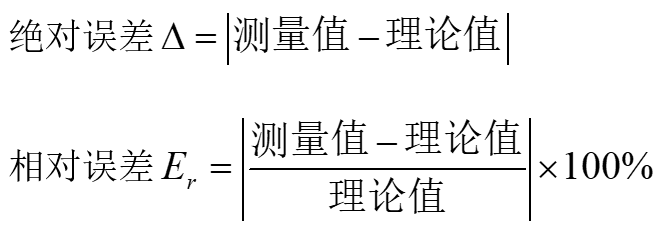 绝对误差 Δ = |测量值 – 理论值|
相对误差 E_r = |(测量值 – 理论值) / 理论值| × 100%